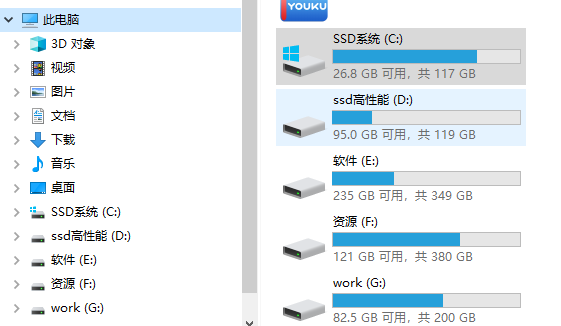 此电脑
3D 对象
视频
图片
文档
下载
音乐
桌面
SSD系统 (C:)
ssd高性能 (D:)
软件 (E:)
资源 (F:)
work (G:)
YOUKU
SSD系统 (C:)
26.8 GB 可用，共 117 GB
ssd高性能 (D:)
95.0 GB 可用，共 119 GB
软件 (E:)
235 GB 可用，共 349 GB
资源 (F:)
121 GB 可用，共 380 GB
work (G:)
82.5 GB 可用，共 200 GB